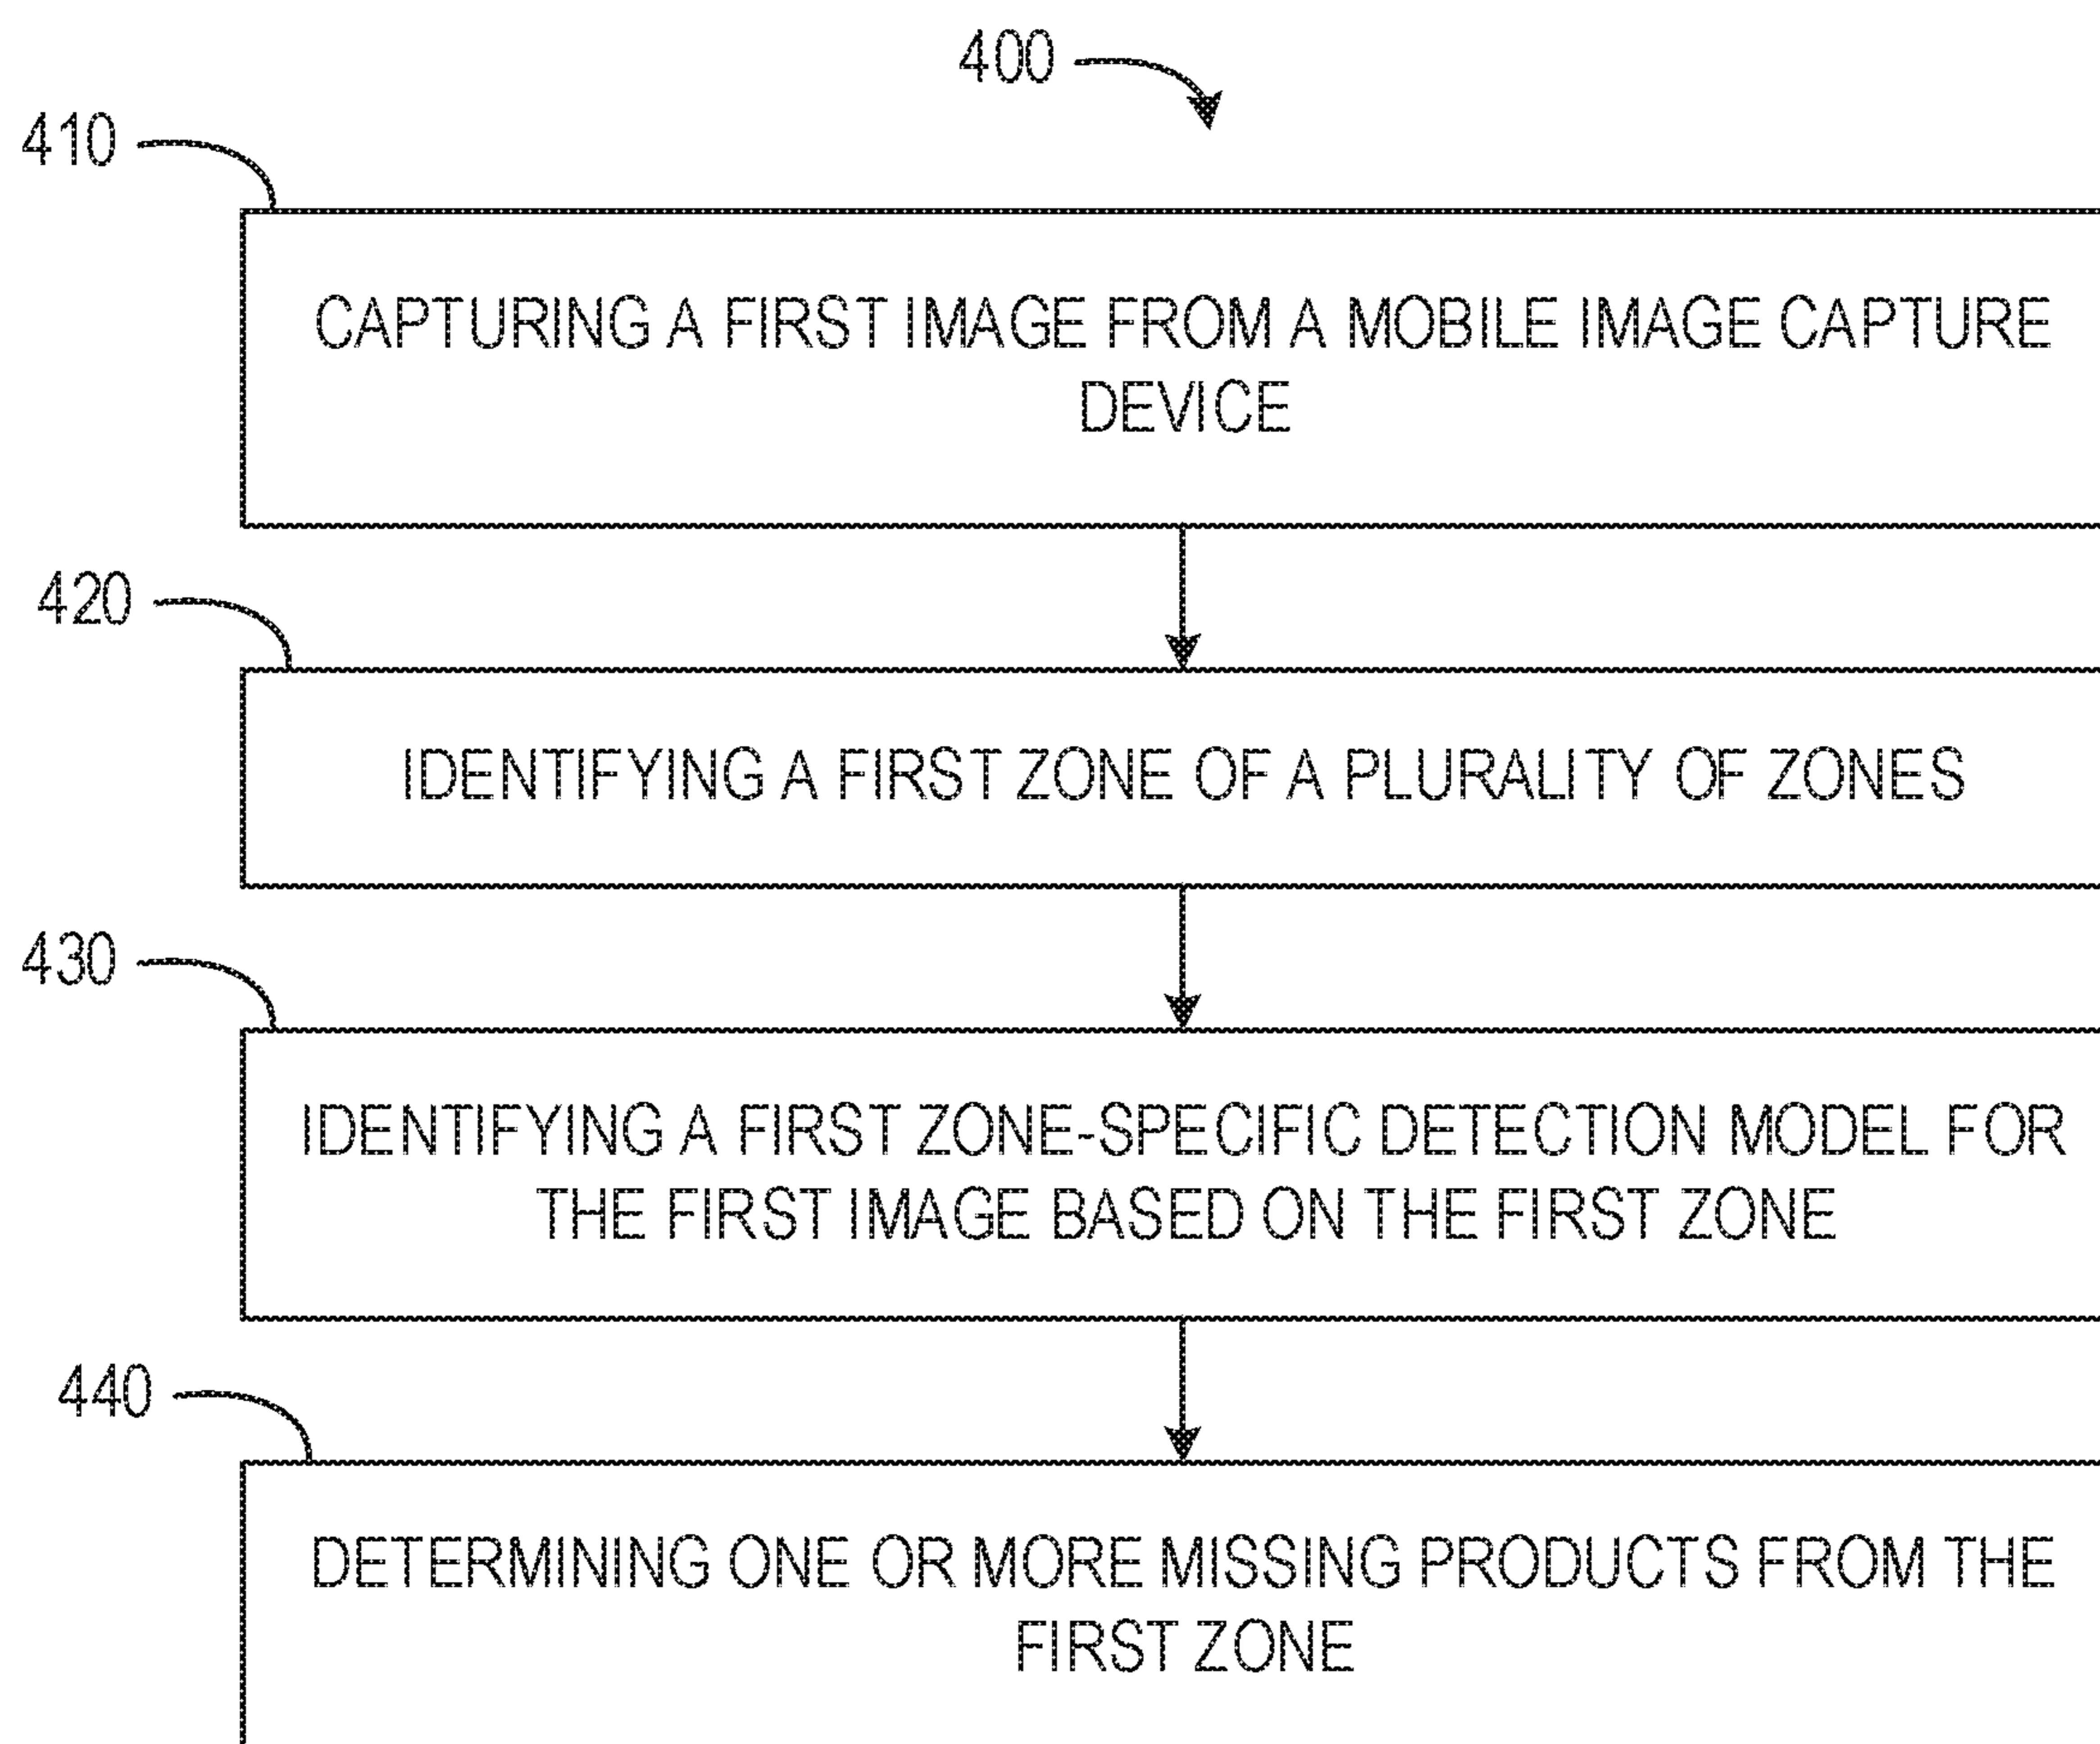 400
410
CAPTURING A FIRST IMAGE FROM A MOBILE IMAGE CAPTURE
DEVICE
420
IDENTIFYING A FIRST ZONE OF A PLURALITY OF ZONES
430
IDENTIFYING A FIRST ZONE-SPECIFIC DETECTION MODEL FOR
THE FIRST IMAGE BASED ON THE FIRST ZONE
440
DETERMINING ONE OR MORE MISSING PRODUCTS FROM THE
FIRST ZONE